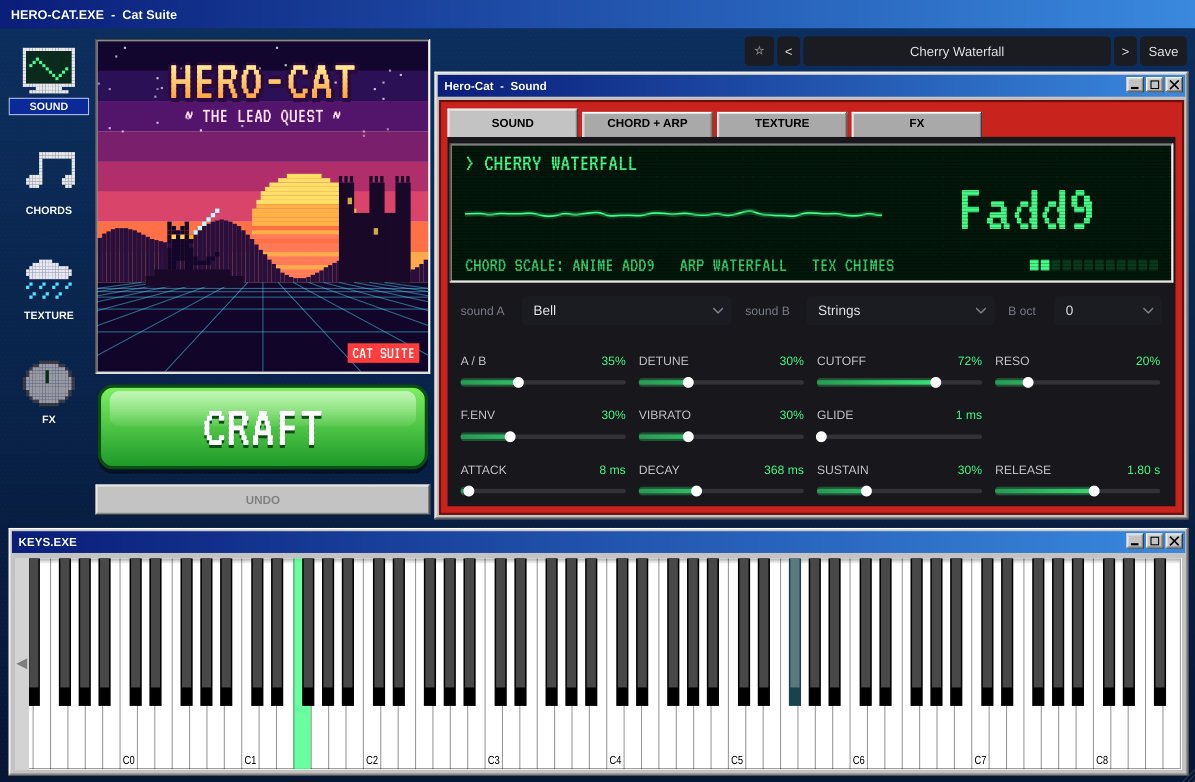 HERO-CAT.EXE - Cat Suite
☆ < Cherry Waterfall > Save
SOUND
CHORDS
TEXTURE
FX
HERO-CAT
~ THE LEAD QUEST ~
CAT SUITE
CRAFT
UNDO
Hero-Cat - Sound
SOUND CHORD + ARP TEXTURE FX
> CHERRY WATERFALL
Fadd9
CHORD SCALE: ANIME ADD9 ARP WATERFALL TEX CHIMES
sound A Bell sound B Strings B oct 0
A / B 35% DETUNE 30% CUTOFF 72% RESO 20%
F.ENV 30% VIBRATO 30% GLIDE 1 ms
ATTACK 8 ms DECAY 368 ms SUSTAIN 30% RELEASE 1.80 s
KEYS.EXE
C0 C1 C2 C3 C4 C5 C6 C7 C8